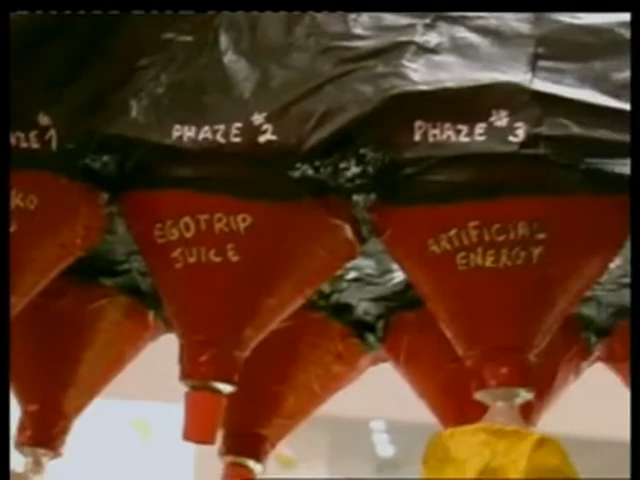 PHAZE #2
PHAZE #3
EGOTRIP
JUICE
ARTIFICIAL
ENERGY